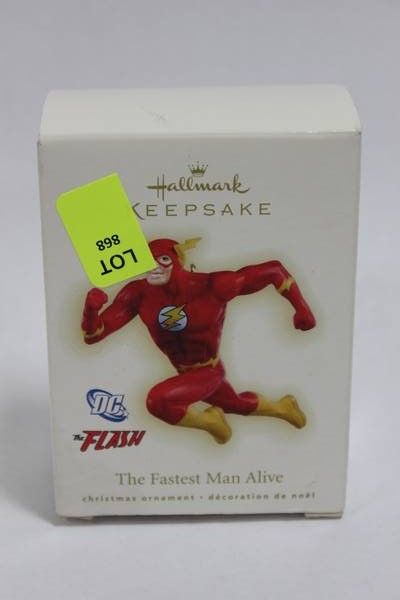 Hallmark
KEEPSAKE
LOT
868
DC
The FLASH
The Fastest Man Alive
christmas ornament • décoration de noël